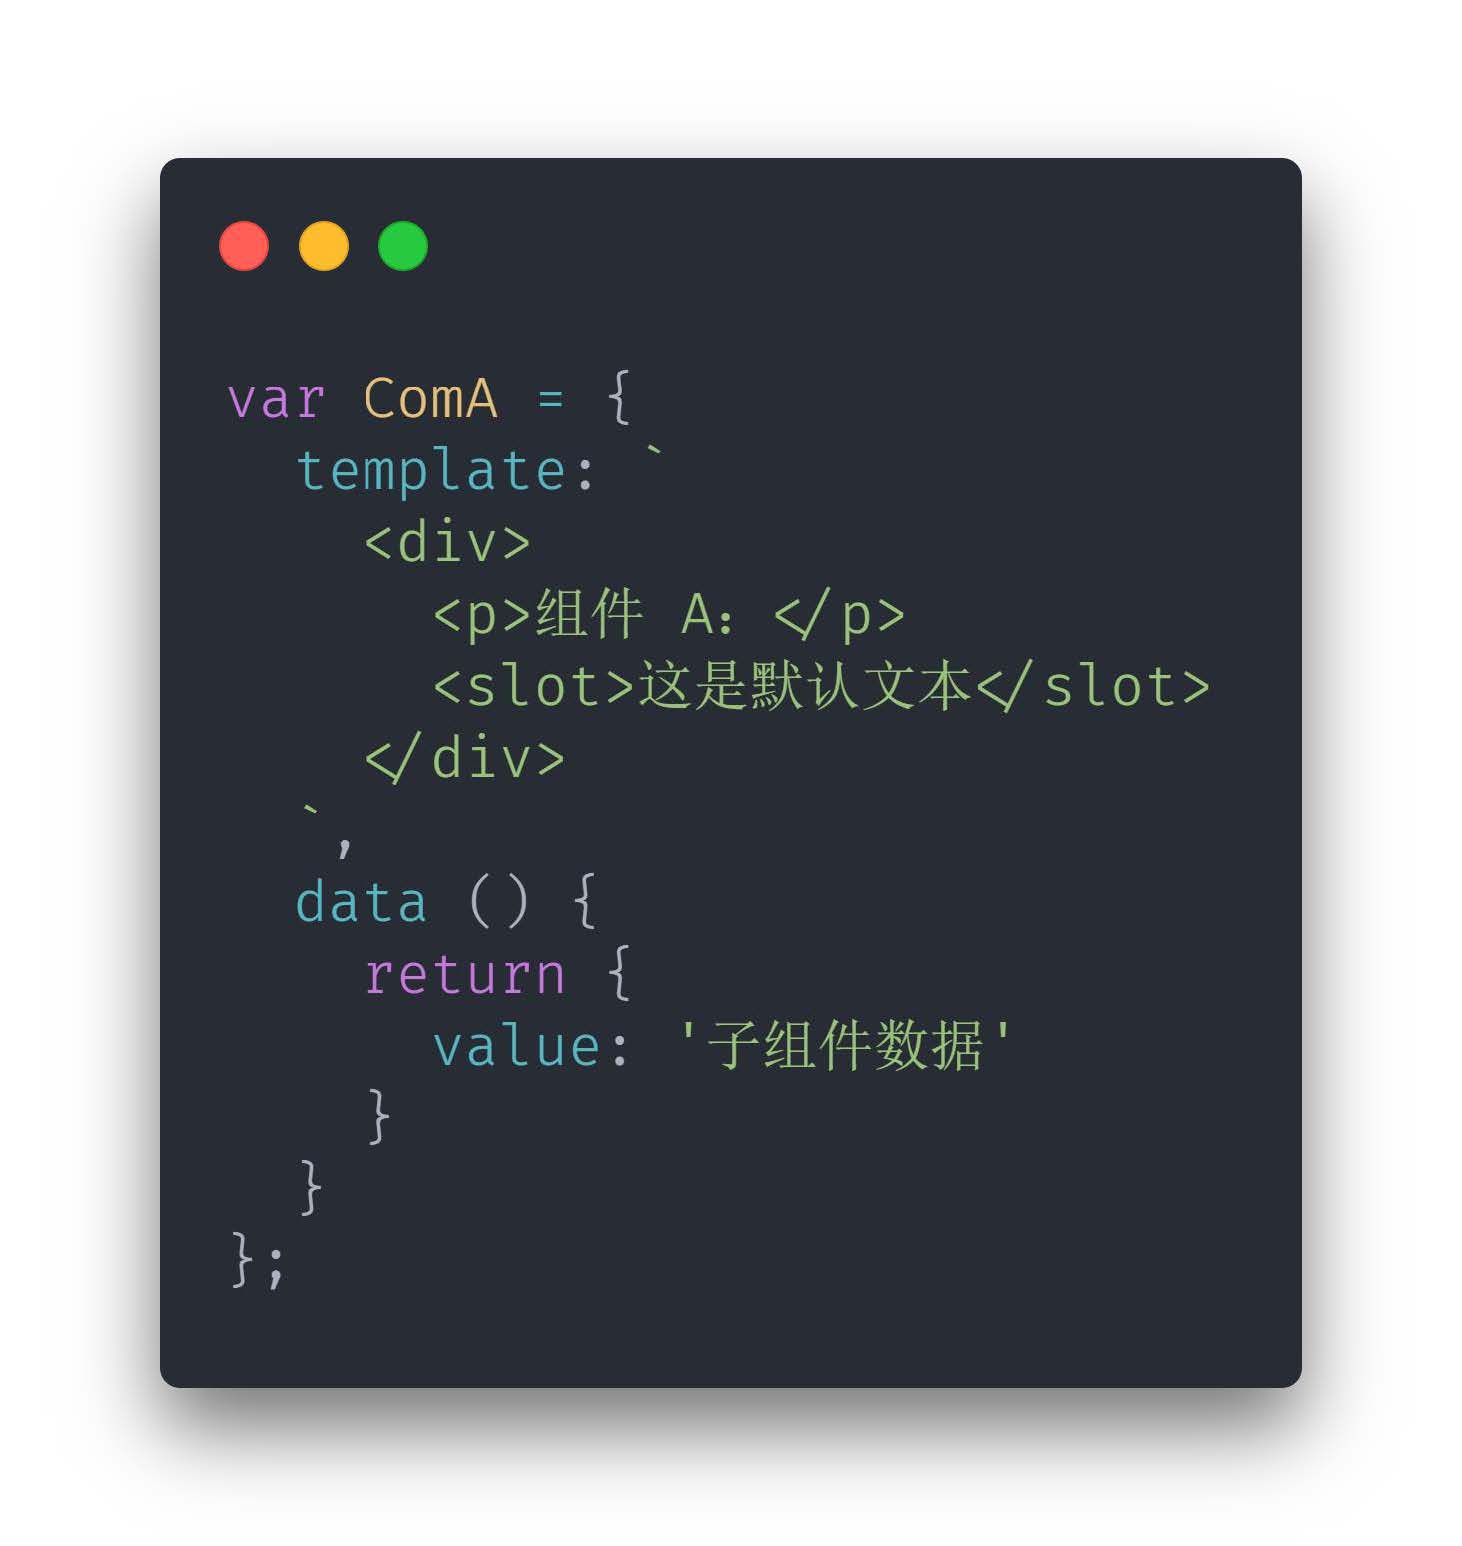 var ComA = {
  template: `
    <div>
      <p>组件 A：</p>
      <slot>这是默认文本</slot>
    </div>
  `,
  data () {
    return {
      value: '子组件数据'
    }
  }
};